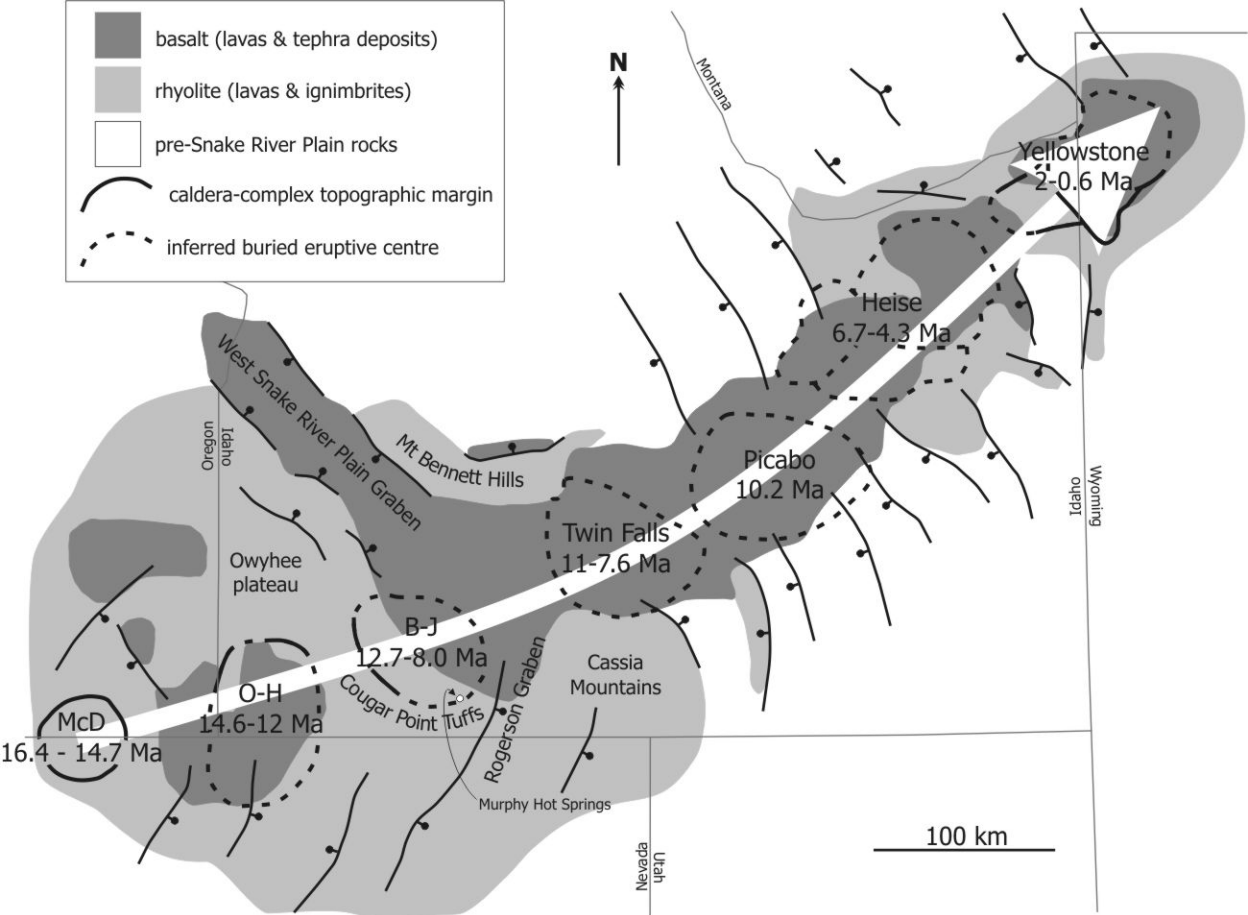 basalt (lavas & tephra deposits)
rhyolite (lavas & ignimbrites)
pre-Snake River Plain rocks
caldera-complex topographic margin
inferred buried eruptive centre
N
Montana
Yellowstone
2-0.6 Ma
Heise
6.7-4.3 Ma
West Snake River Plain Graben
Mt Bennett Hills
Oregon
Idaho
Picabo
10.2 Ma
Idaho
Wyoming
Twin Falls
11-7.6 Ma
Owyhee
plateau
B-J
12.7-8.0 Ma
Cougar Point Tuffs
Rogerson Graben
Cassia
Mountains
O-H
14.6-12 Ma
McD
16.4 - 14.7 Ma
Murphy Hot Springs
100 km
Nevada
Utah